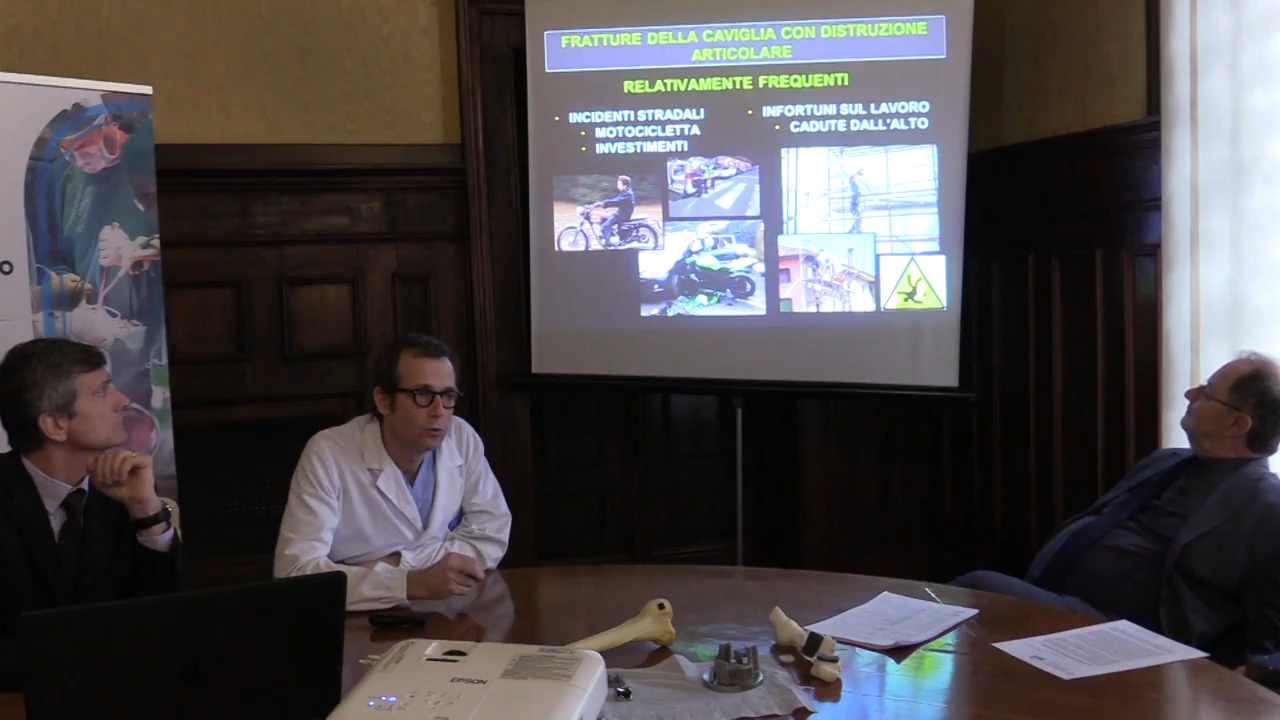 FRATTURE DELLA CAVIGLIA CON DISTRUZIONE
ARTICOLARE
RELATIVAMENTE FREQUENTI
• INCIDENTI STRADALI
• MOTOCICLETTA
• INVESTIMENTI
• INFORTUNI SUL LAVORO
• CADUTE DALL'ALTO
o
EPSON